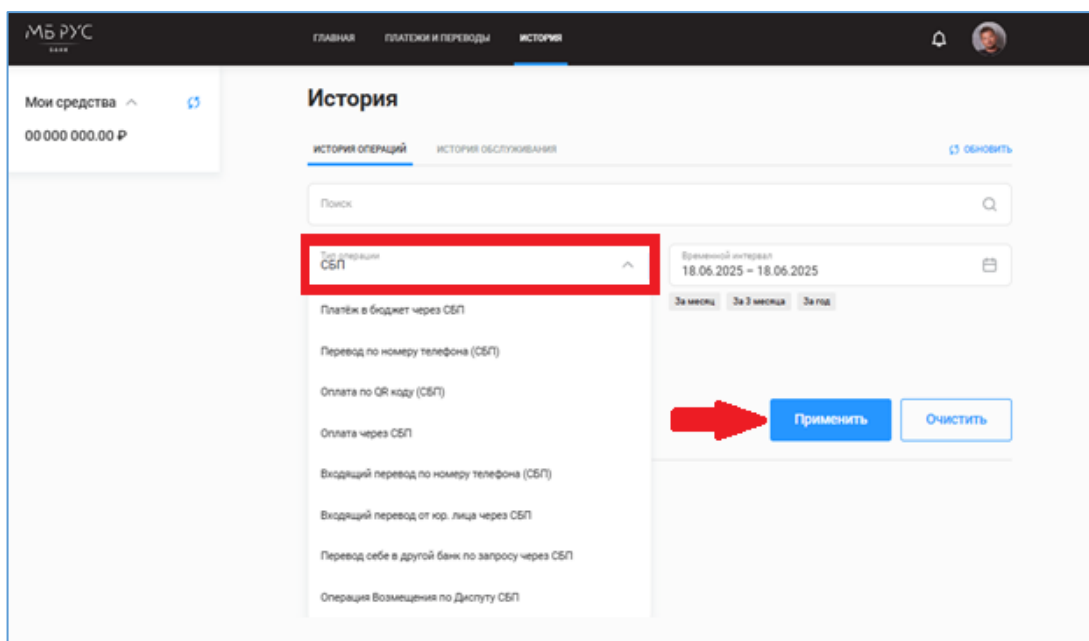 МБ РУС
БАНК
ГЛАВНАЯ ПЛАТЕЖИ И ПЕРЕВОДЫ ИСТОРИЯ
Мои средства
00 000 000.00 ₽
История
ИСТОРИЯ ОПЕРАЦИЙ ИСТОРИЯ ОБСЛУЖИВАНИЯ ОБНОВИТЬ
Поиск
Тип операции
СБП
Временной интервал
18.06.2025 – 18.06.2025
За месяц За 3 месяца За год
Платёж в бюджет через СБП
Перевод по номеру телефона (СБП)
Оплата по QR коду (СБП)
Применить Очистить
Оплата через СБП
Входящий перевод по номеру телефона (СБП)
Входящий перевод от юр. лица через СБП
Перевод себе в другой банк по запросу через СБП
Операция Возмещения по Диспуту СБП